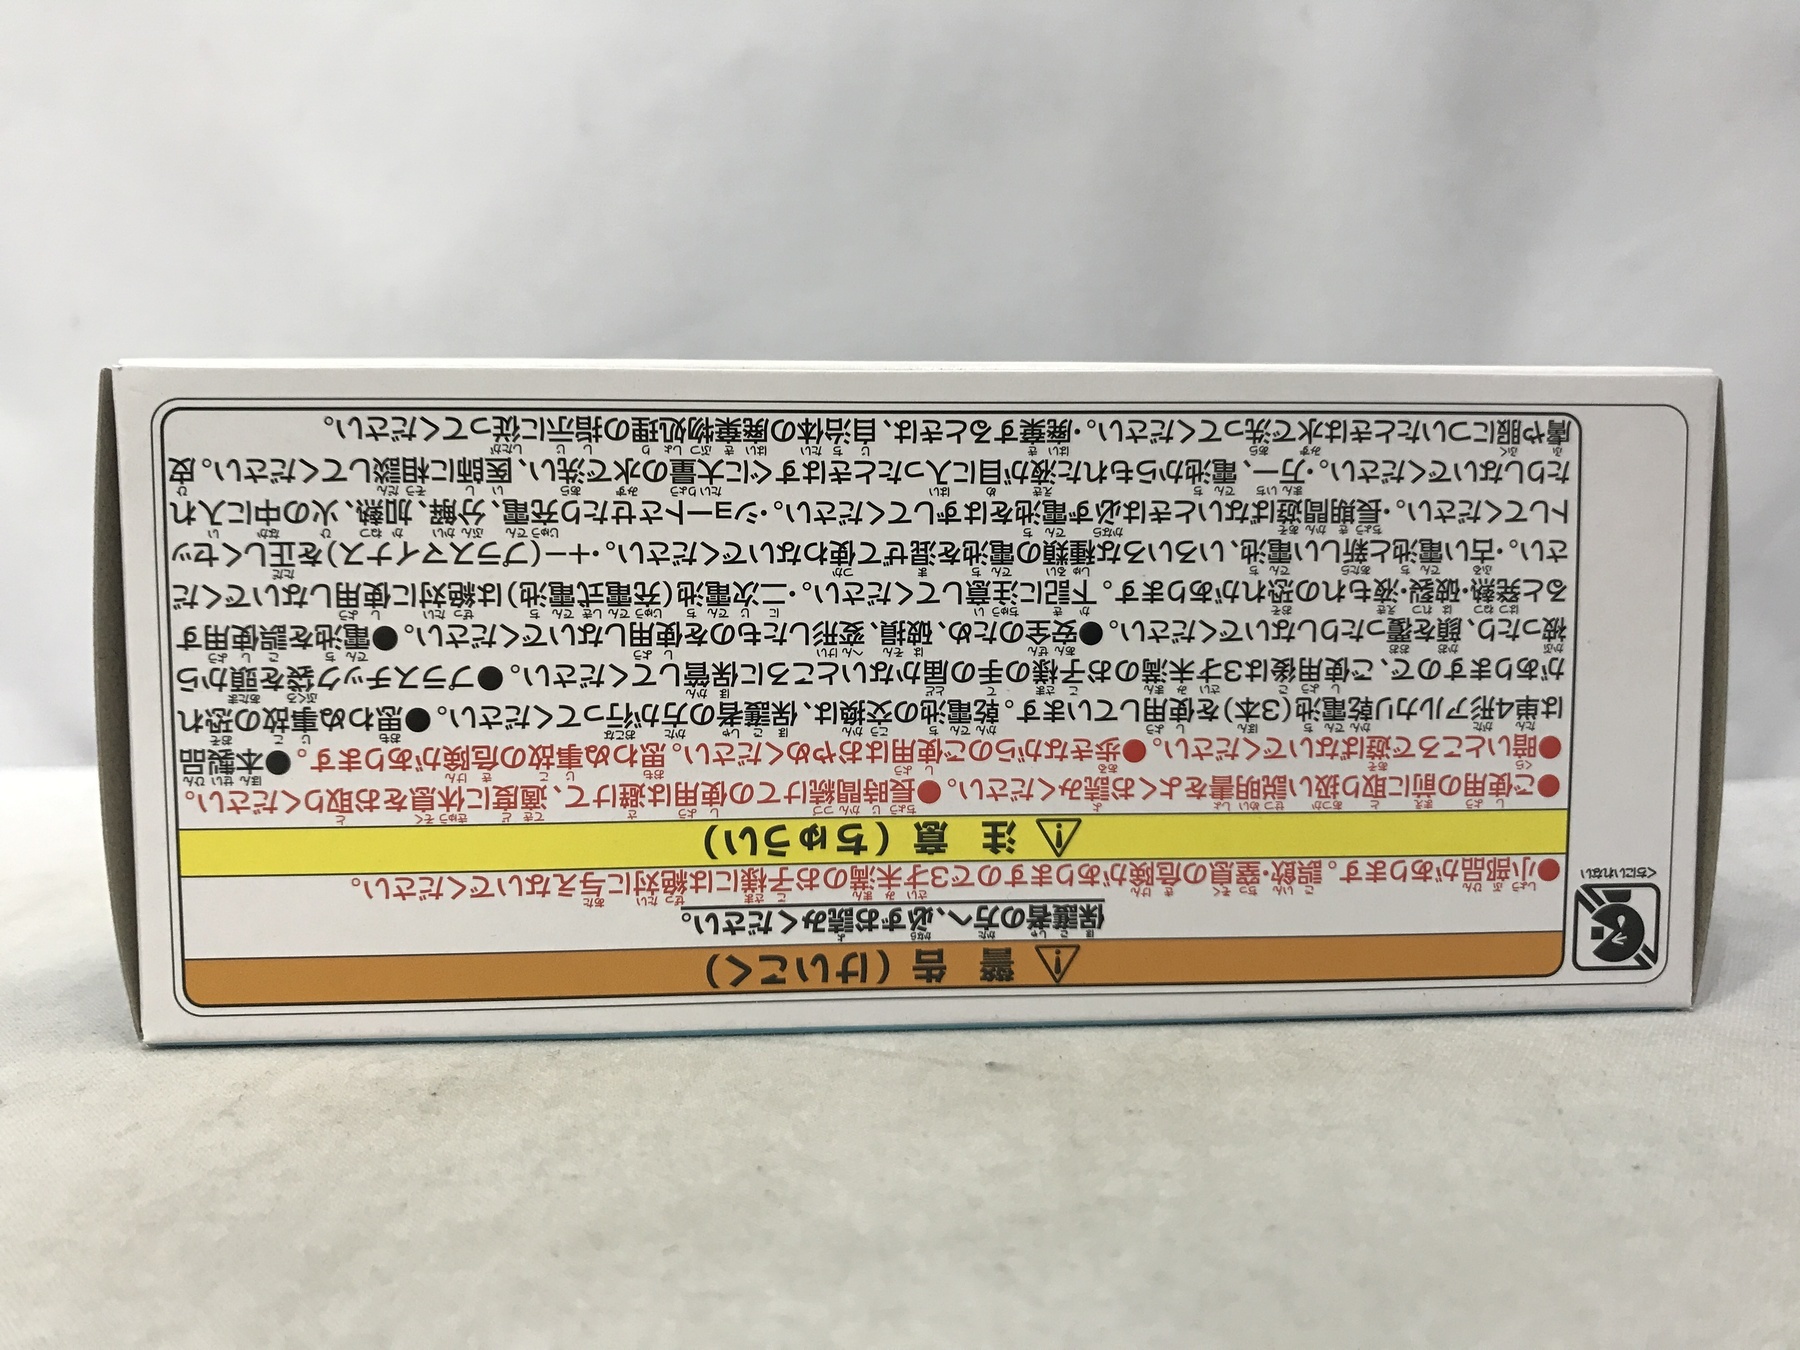 くちにいれない
⚠警　告（けいこく）
保護者の方へ、必ずお読みください。
●小部品があります。誤飲・窒息の危険がありますので3才未満のお子様には絶対に与えないでください。
⚠注　意（ちゅうい）
●ご使用の前に取り扱い説明書をよくお読みください。●長時間続けての使用は避けて、適度に休息をお取りください。
●暗いところで遊ばないでください。●歩きながらのご使用はおやめください。思わぬ事故の危険があります。●本製品
は単4形アルカリ乾電池(3本)を使用しています。乾電池の交換は、保護者の方が行ってください。●思わぬ事故の恐れ
がありますので、ご使用後は3才未満のお子様の手の届かないところに保管してください。●プラスチック袋を頭から
被ったり、顔を覆ったりしないでください。●安全のため、破損、変形したものを使用しないでください。●電池を誤使用す
ると発熱・破裂・液もれの恐れがあります。下記に注意してください。・二次電池(充電式電池)は絶対に使用しないでくだ
さい。・古い電池と新しい電池、いろいろな種類の電池を混ぜて使わないでください。・＋－(プラスマイナス)を正しくセッ
トしてください。・長期間遊ばないときは必ず電池をはずしてください。・ショートさせたり充電、分解、加熱、火の中に入れ
たりしないでください。・万一、電池からもれた液が目に入ったときはすぐに大量の水で洗い、医師に相談してください。皮
膚や服についたときは水で洗ってください。・廃棄するときは、自治体の廃棄物処理の指示に従ってください。